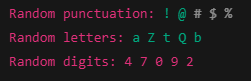 Random punctuation: ! @ # $ %
Random letters: a Z t Q b
Random digits: 4 7 0 9 2